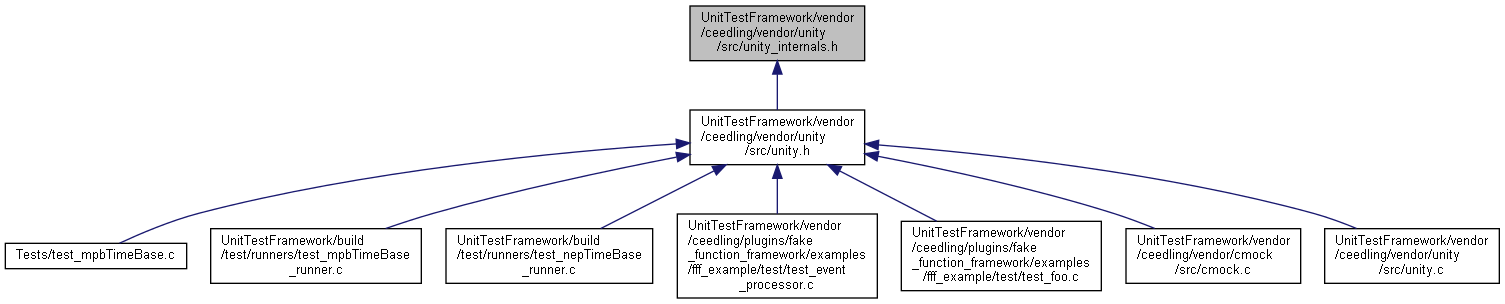 UnitTestFramework/vendor
/ceedling/vendor/unity
/src/unity_internals.h
UnitTestFramework/vendor
/ceedling/vendor/unity
/src/unity.h
Tests/test_mpbTimeBase.c
UnitTestFramework/build
/test/runners/test_mpbTimeBase
_runner.c
UnitTestFramework/build
/test/runners/test_nepTimeBase
_runner.c
UnitTestFramework/vendor
/ceedling/plugins/fake
_function_framework/examples
/fff_example/test/test_event
_processor.c
UnitTestFramework/vendor
/ceedling/plugins/fake
_function_framework/examples
/fff_example/test/test_foo.c
UnitTestFramework/vendor
/ceedling/vendor/cmock
/src/cmock.c
UnitTestFramework/vendor
/ceedling/vendor/unity
/src/unity.c